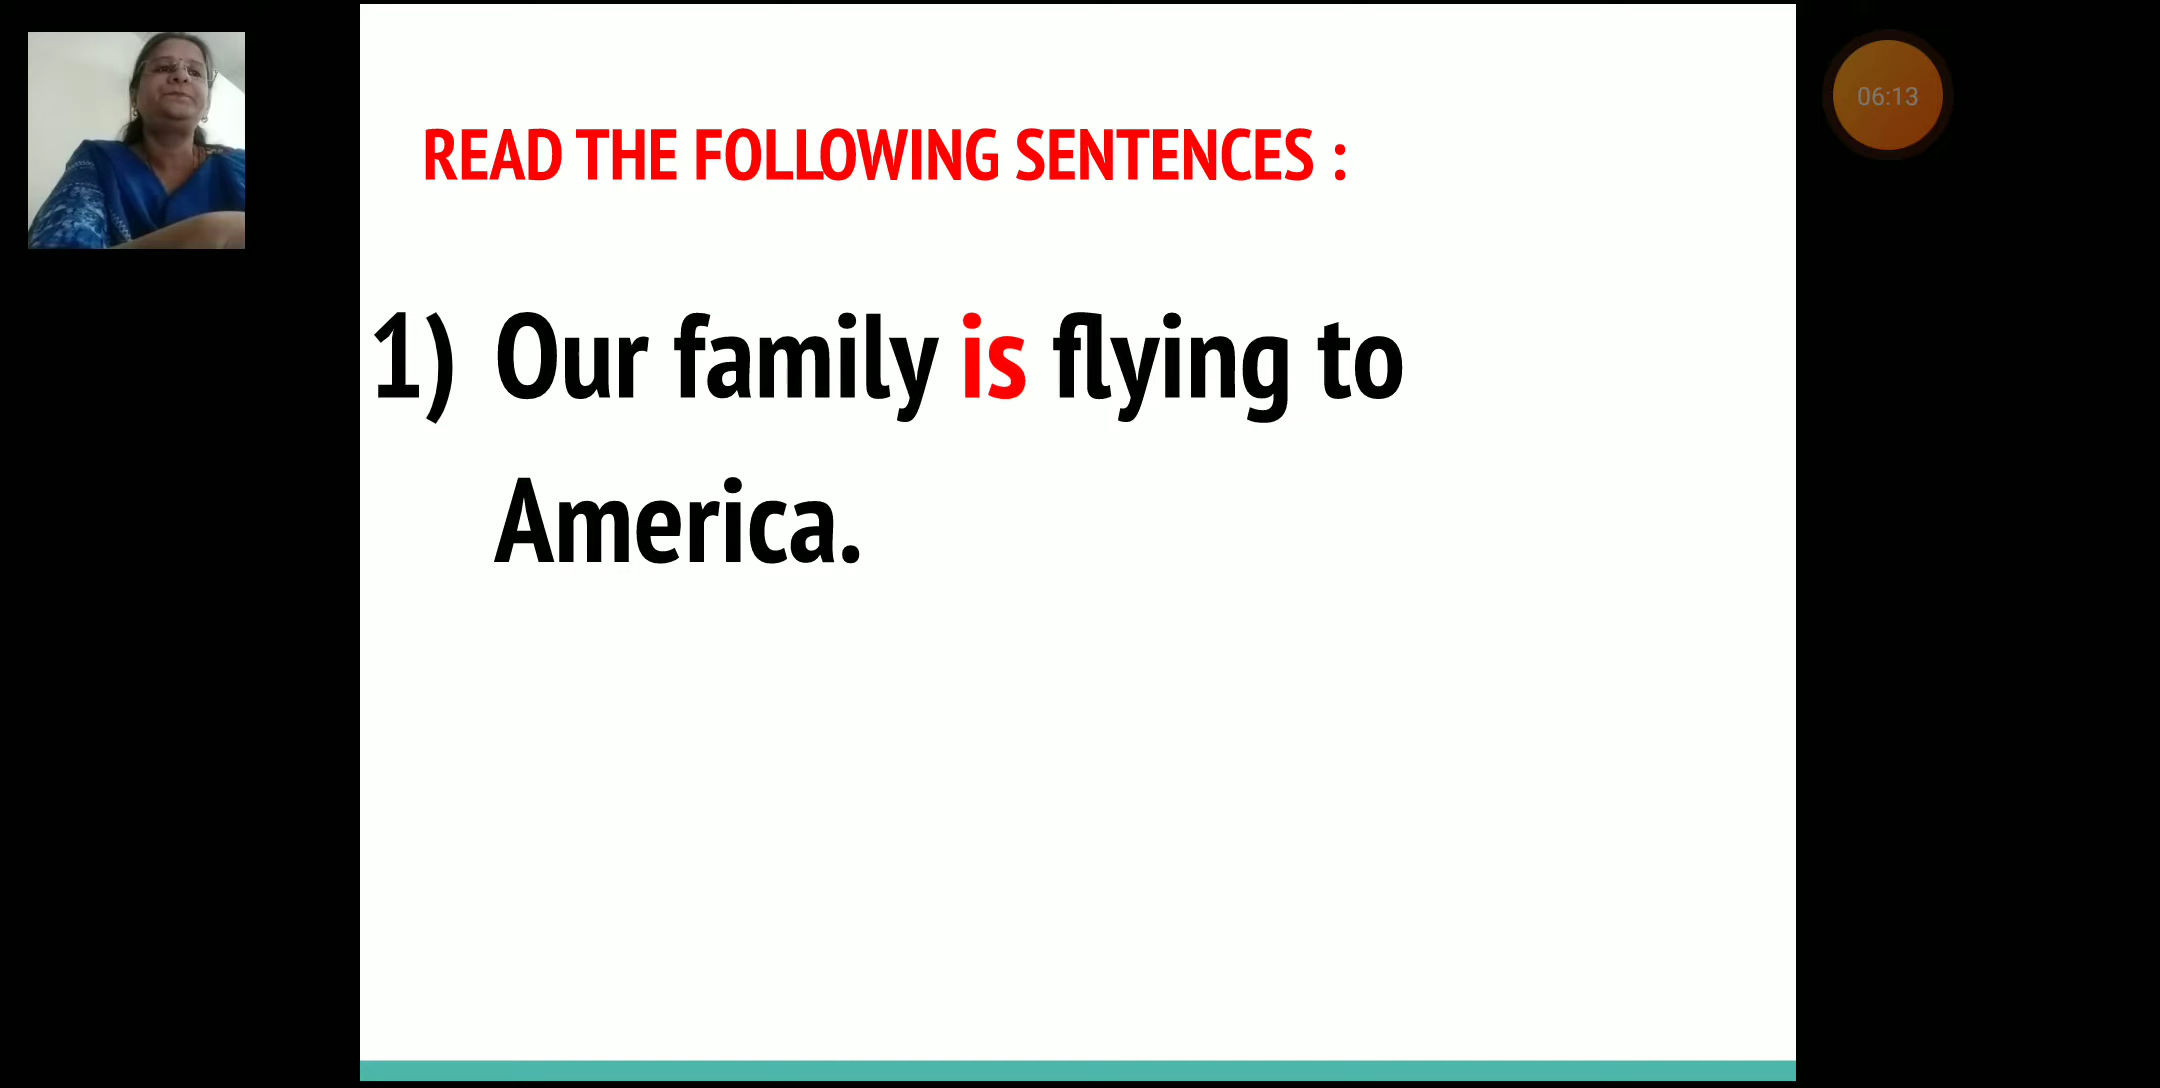 READ THE FOLLOWING SENTENCES :
06:13
1) Our family is flying to
America.